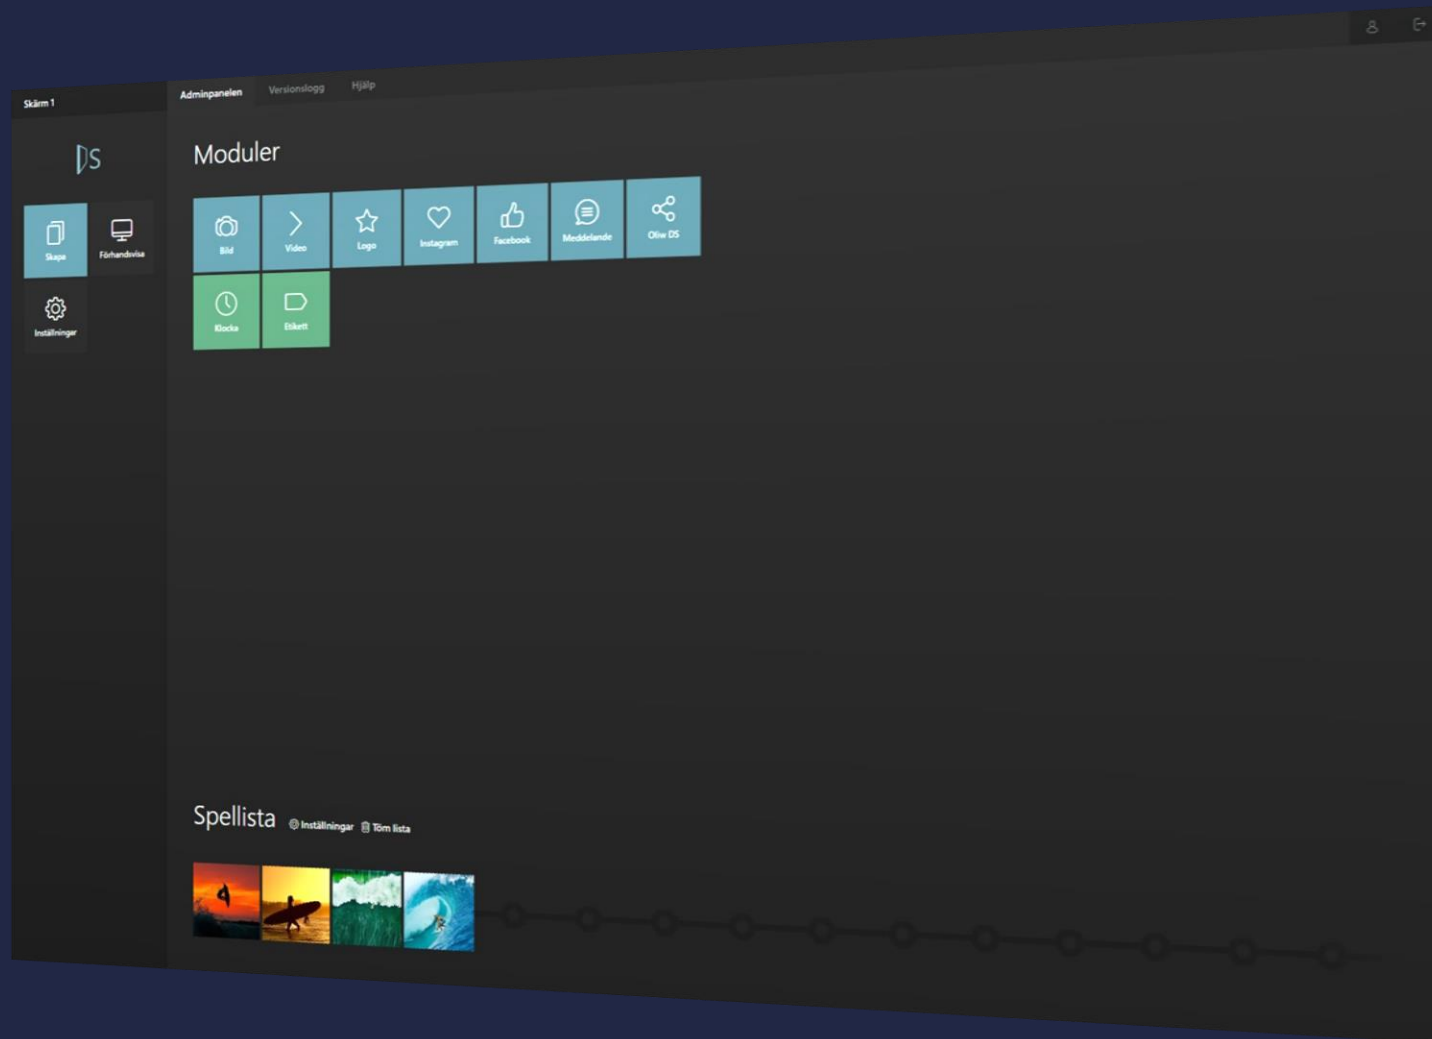 Skärm 1
Adminpanelen Versionslogg Hjälp
DS
Moduler
Skapa Förhandsvisa
Inställningar
Bild Video Logo Instagram Facebook Meddelande Oliw DS
Klocka Etikett
Spellista Inställningar Töm lista